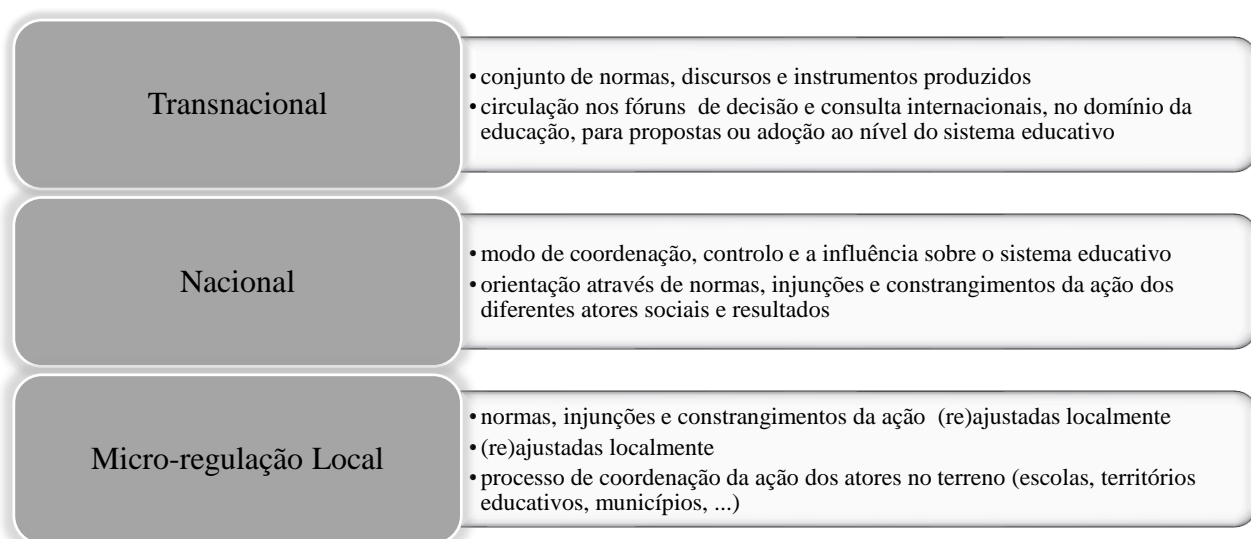 Transnacional
• conjunto de normas, discursos e instrumentos produzidos
• circulação nos fóruns de decisão e consulta internacionais, no domínio da
educação, para propostas ou adoção ao nível do sistema educativo
Nacional
• modo de coordenação, controlo e a influência sobre o sistema educativo
• orientação através de normas, injunções e constrangimentos da ação dos
diferentes atores sociais e resultados
Micro-regulação Local
• normas, injunções e constrangimentos da ação (re)ajustadas localmente
• (re)ajustadas localmente
• processo de coordenação da ação dos atores no terreno (escolas, territórios
educativos, municípios, ...)